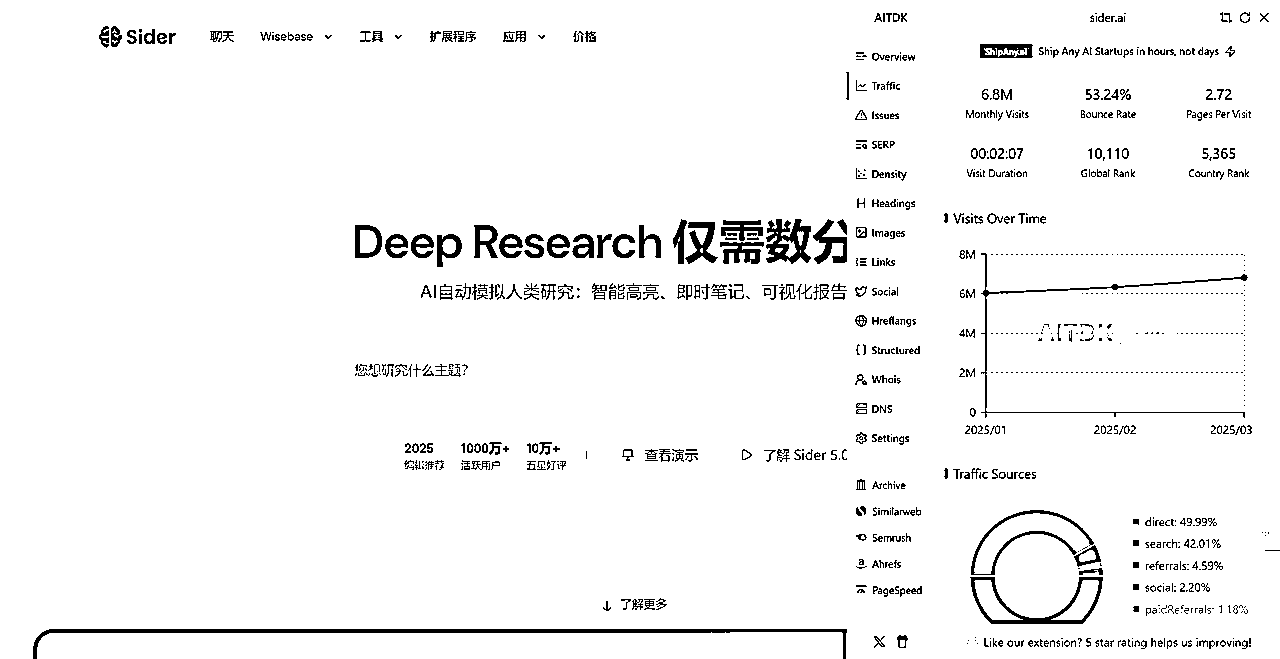 Sider
聊天
Wisebase
工具
扩展程序
应用
价格
Deep Research 仅需数分
AI自动模拟人类研究：智能高亮、即时笔记、可视化报告
您想研究什么主题?
2025
编辑推荐
1000万+
活跃用户
10万+
五星好评
查看演示
了解 Sider 5.0
了解更多
AITDK
sider.ai
Overview
Traffic
Issues
SERP
Density
Headings
Images
Links
Social
Hreflangs
Structured
Whois
DNS
Settings
Archive
Similarweb
Semrush
Ahrefs
PageSpeed
ShipAny.ai Ship Any AI Startups in hours, not days
6.8M
Monthly Visits
53.24%
Bounce Rate
2.72
Pages Per Visit
00:02:07
Visit Duration
10,110
Global Rank
5,365
Country Rank
Visits Over Time
8M
6M
4M
2M
0
AITDK
2025/01
2025/02
2025/03
Traffic Sources
direct: 49.99%
search: 42.01%
referrals: 4.59%
social: 2.20%
paidReferrals: 1.18%
Like our extension? 5 star rating helps us improving!